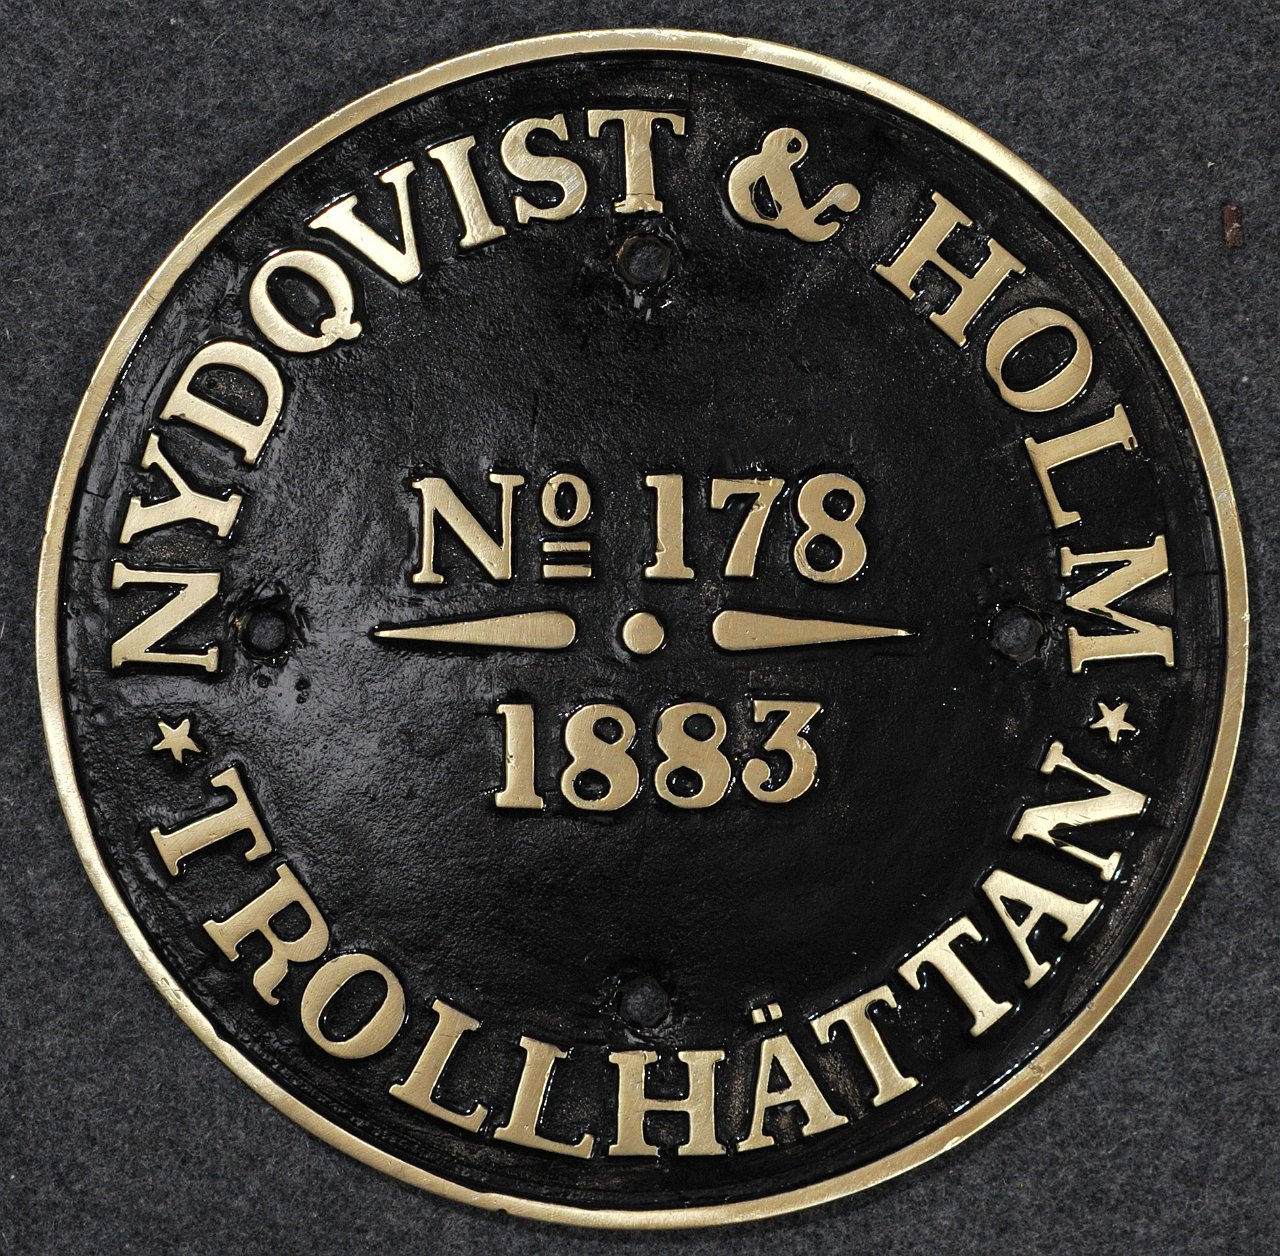 NYDQVIST & HOLM
Nº 178
1883
★ TROLLHÄTTAN ★